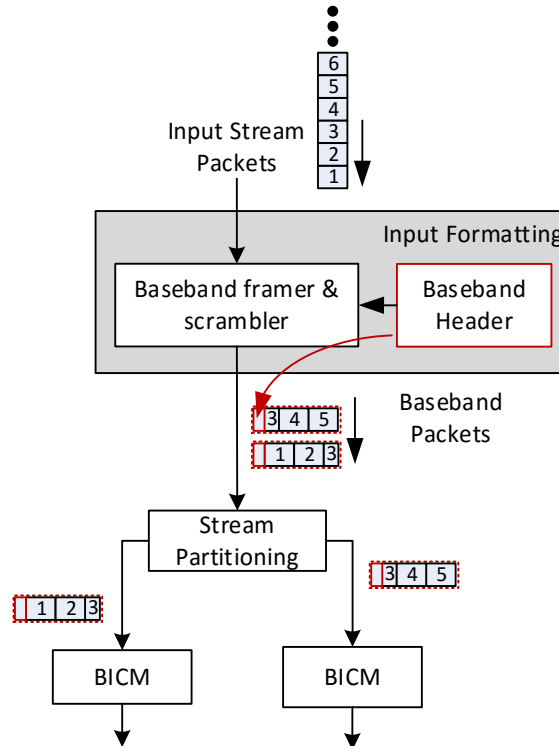 6
5
4
3
2
1
Input Stream
Packets
Input Formatting
Baseband framer &
scrambler
Baseband
Header
3 4 5
1 2 3
Baseband
Packets
Stream
Partitioning
1 2 3
3 4 5
BICM
BICM